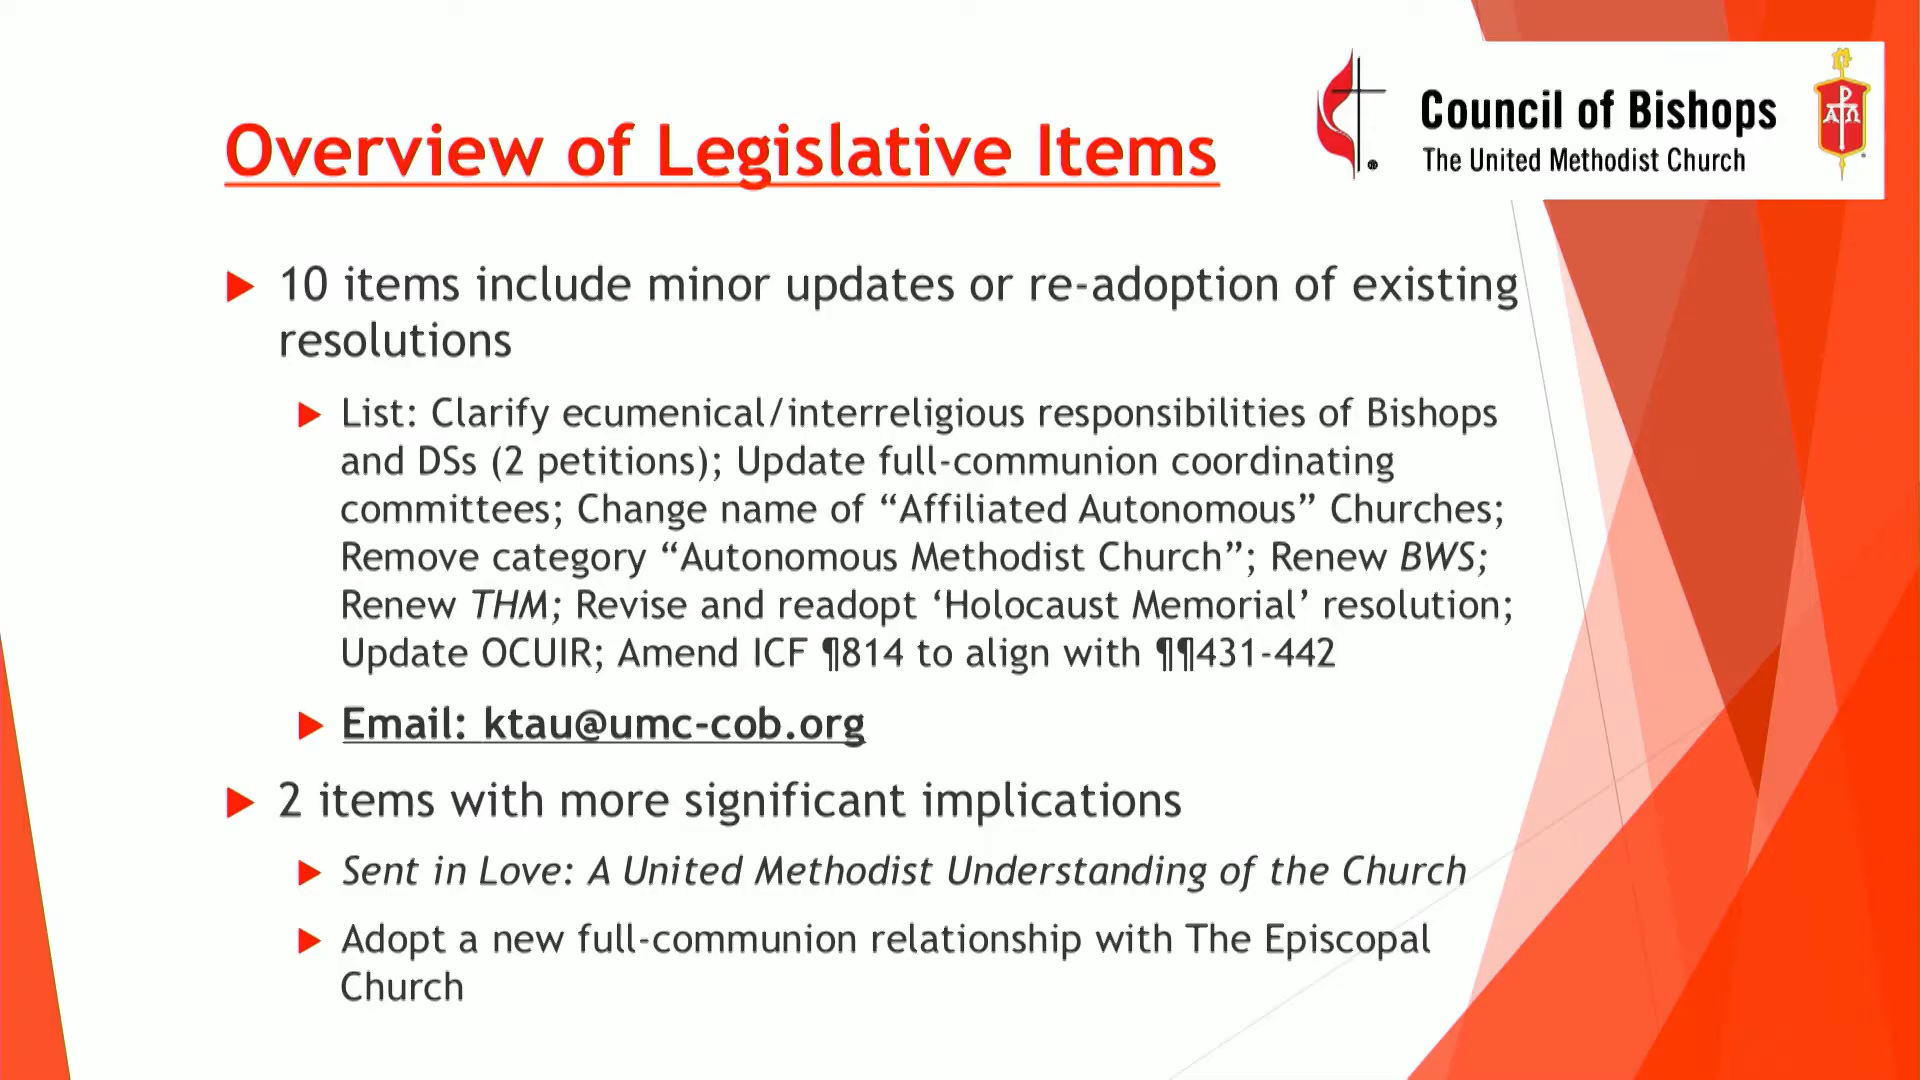 Council of Bishops
The United Methodist Church
Overview of Legislative Items
10 items include minor updates or re-adoption of existing
resolutions
List: Clarify ecumenical/interreligious responsibilities of Bishops
and DSs (2 petitions); Update full-communion coordinating
committees; Change name of “Affiliated Autonomous” Churches;
Remove category “Autonomous Methodist Church”; Renew BWS;
Renew THM; Revise and readopt ‘Holocaust Memorial’ resolution;
Update OCUIR; Amend ICF ¶814 to align with ¶¶431-442
Email: ktau@umc-cob.org
2 items with more significant implications
Sent in Love: A United Methodist Understanding of the Church
Adopt a new full-communion relationship with The Episcopal
Church